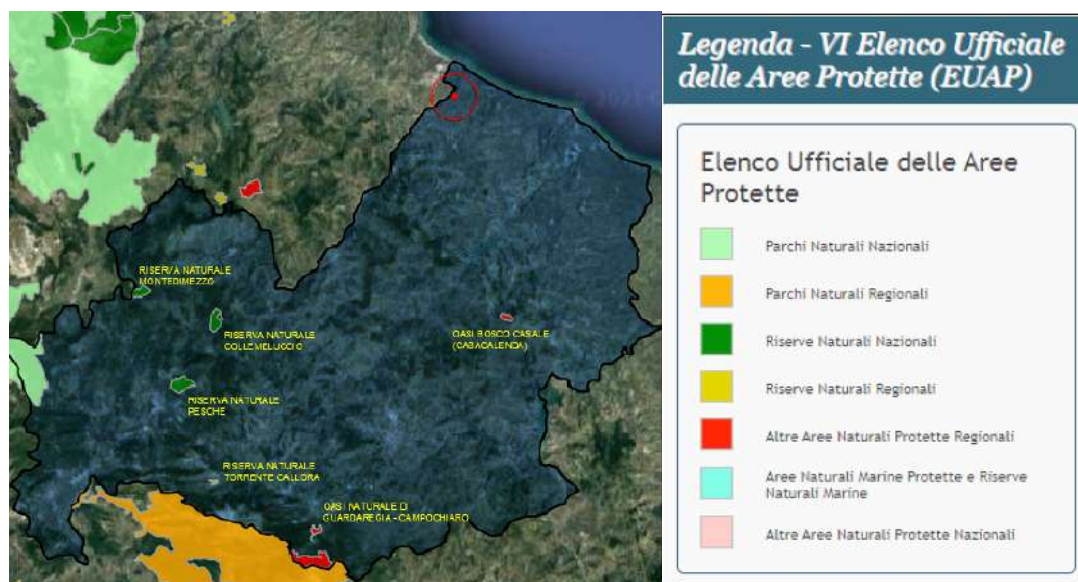 RISERVA NATURALE
MONTEDIMEZZO
RISERVA NATURALE
COLLEMELUCCIO
OASI BOSCO CASALE
(CASACALENDA)
RISERVA NATURALE
PESCHE
RISERVA NATURALE
TORRENTE CALLORA
OASI NATURALE DI
GUARDAREGIA - CAMPOCHIARO
Legenda - VI Elenco Ufficiale
delle Aree Protette (EUAP)
Elenco Ufficiale delle Aree
Protette
Parchi Naturali Nazionali
Parchi Naturali Regionali
Riserve Naturali Nazionali
Riserve Naturali Regionali
Altre Aree Naturali Protette Regionali
Aree Naturali Marine Protette e Riserve
Naturali Marine
Altre Aree Naturali Protette Nazionali